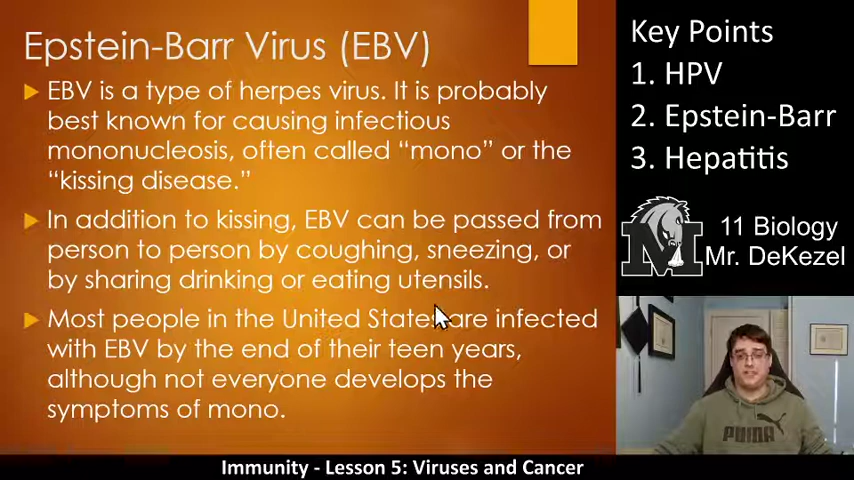 Epstein-Barr Virus (EBV)
EBV is a type of herpes virus. It is probably
best known for causing infectious
mononucleosis, often called “mono” or the
“kissing disease.”
In addition to kissing, EBV can be passed from
person to person by coughing, sneezing, or
by sharing drinking or eating utensils.
Most people in the United States are infected
with EBV by the end of their teen years,
although not everyone develops the
symptoms of mono.
Key Points
1. HPV
2. Epstein-Barr
3. Hepatitis
M
11 Biology
Mr. DeKezel
PUMA
Immunity - Lesson 5: Viruses and Cancer